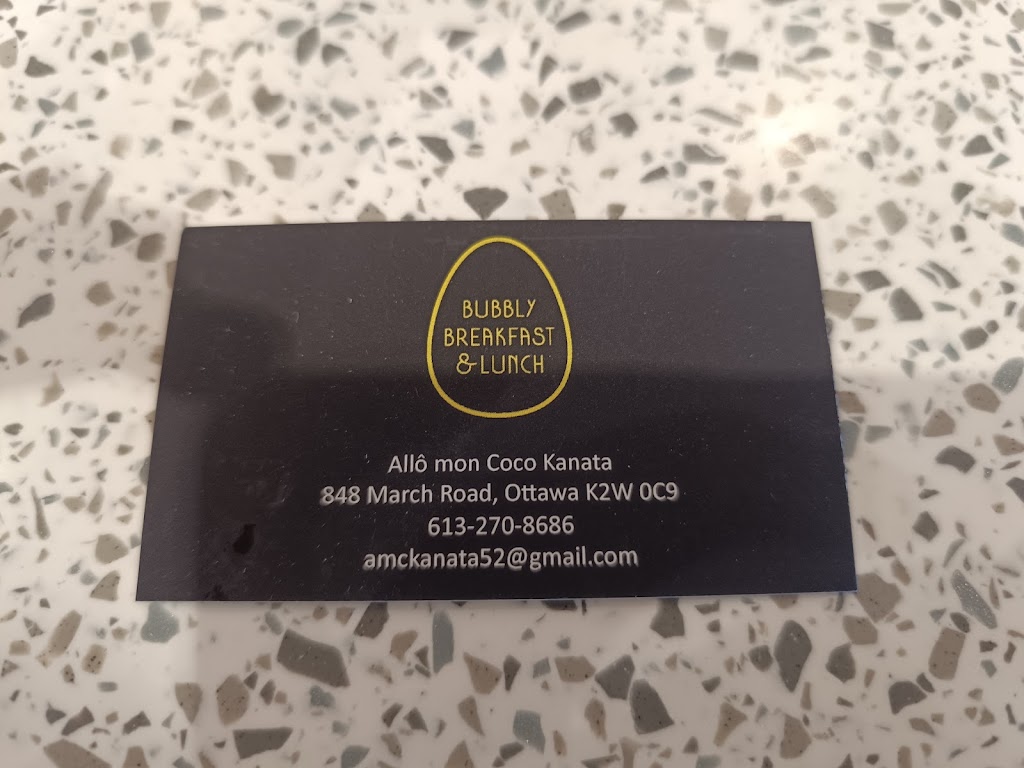 BUBBLY
BREAKFAST
&LUNCH
Allô mon Coco Kanata
848 March Road, Ottawa K2W 0C9
613-270-8686
amckanata52@gmail.com